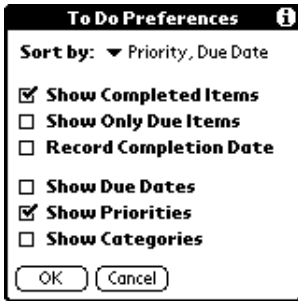 To Do Preferences
Sort by: Priority, Due Date
Show Completed Items
Show Only Due Items
Record Completion Date
Show Due Dates
Show Priorities
Show Categories
OK Cancel